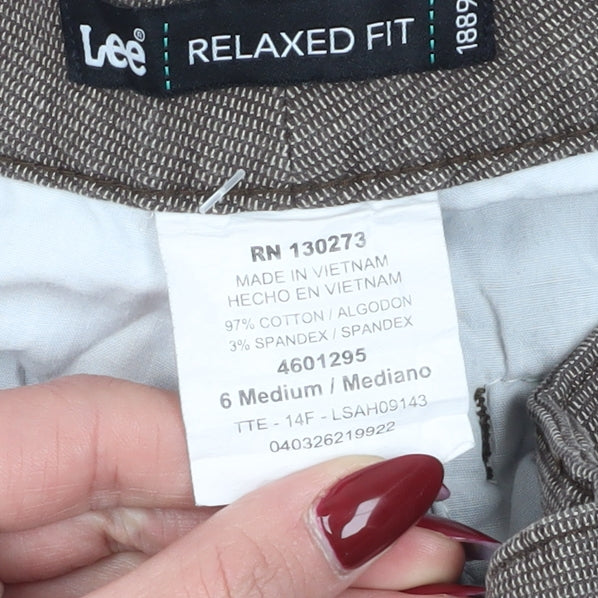 Lee® RELAXED FIT 1889
RN 130273
MADE IN VIETNAM
HECHO EN VIETNAM
97% COTTON / ALGODON
3% SPANDEX / SPANDEX
4601295
6 Medium / Mediano
TTE - 14F - LSAH09143
040326219922